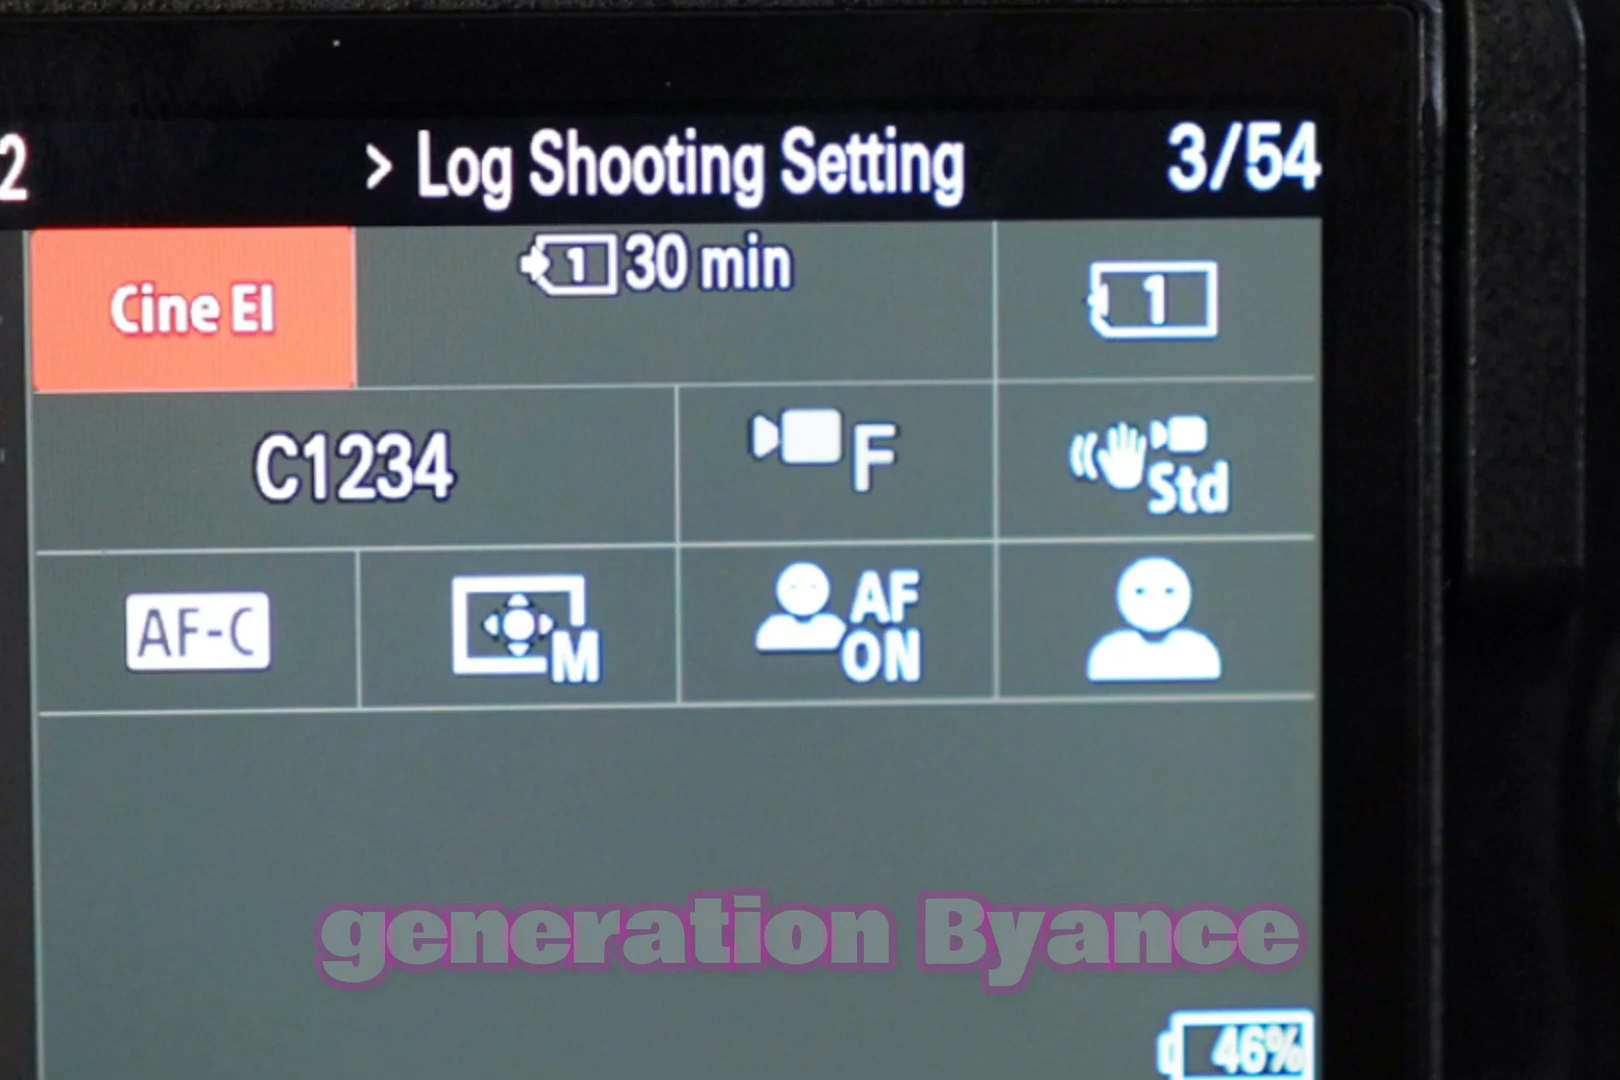 2 > Log Shooting Setting 3/54
Cine EI 1 30 min 1
C1234 F Std
AF-C M AF ON
generation Byance
46%